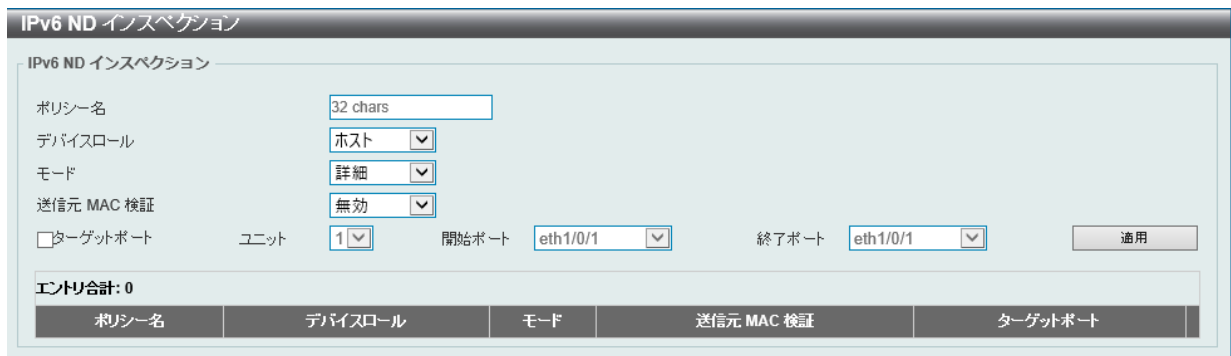 IPv6 ND インスペクション
IPv6 ND インスペクション
ポリシー名 32 chars
デバイスロール ホスト
モード 詳細
送信元 MAC 検証 無効
ターゲットポート ユニット 1 開始ポート eth1/0/1 終了ポート eth1/0/1 適用
エントリ合計: 0
ポリシー名 デバイスロール モード 送信元 MAC 検証 ターゲットポート